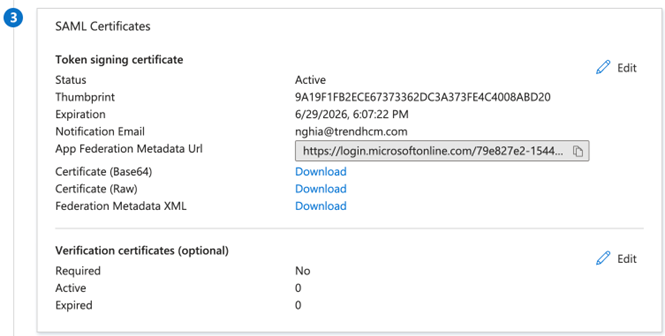 3
SAML Certificates
Token signing certificate
Edit
Status Active
Thumbprint 9A19F1FB2ECE67373362DC3A373FE4C4008ABD20
Expiration 6/29/2026, 6:07:22 PM
Notification Email nghia@trendhcm.com
App Federation Metadata Url https://login.microsoftonline.com/79e827e2-1544...
Certificate (Base64) Download
Certificate (Raw) Download
Federation Metadata XML Download
Verification certificates (optional)
Edit
Required No
Active 0
Expired 0